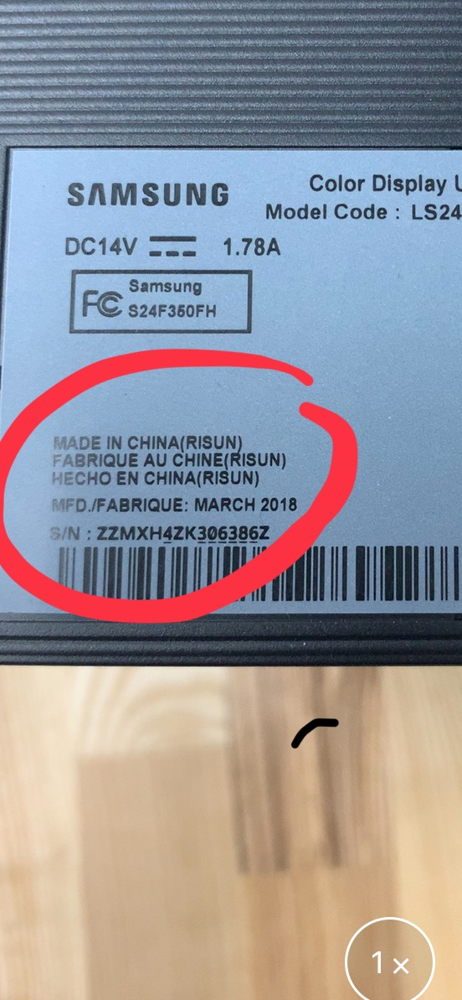 SAMSUNG
Color Display U
Model Code : LS24
DC14V 1.78A
FC Samsung
S24F350FH
MADE IN CHINA(RISUN)
FABRIQUE AU CHINE(RISUN)
HECHO EN CHINA(RISUN)
MFD./FABRIQUE: MARCH 2018
S/N : ZZMXH4ZK306386Z
1×